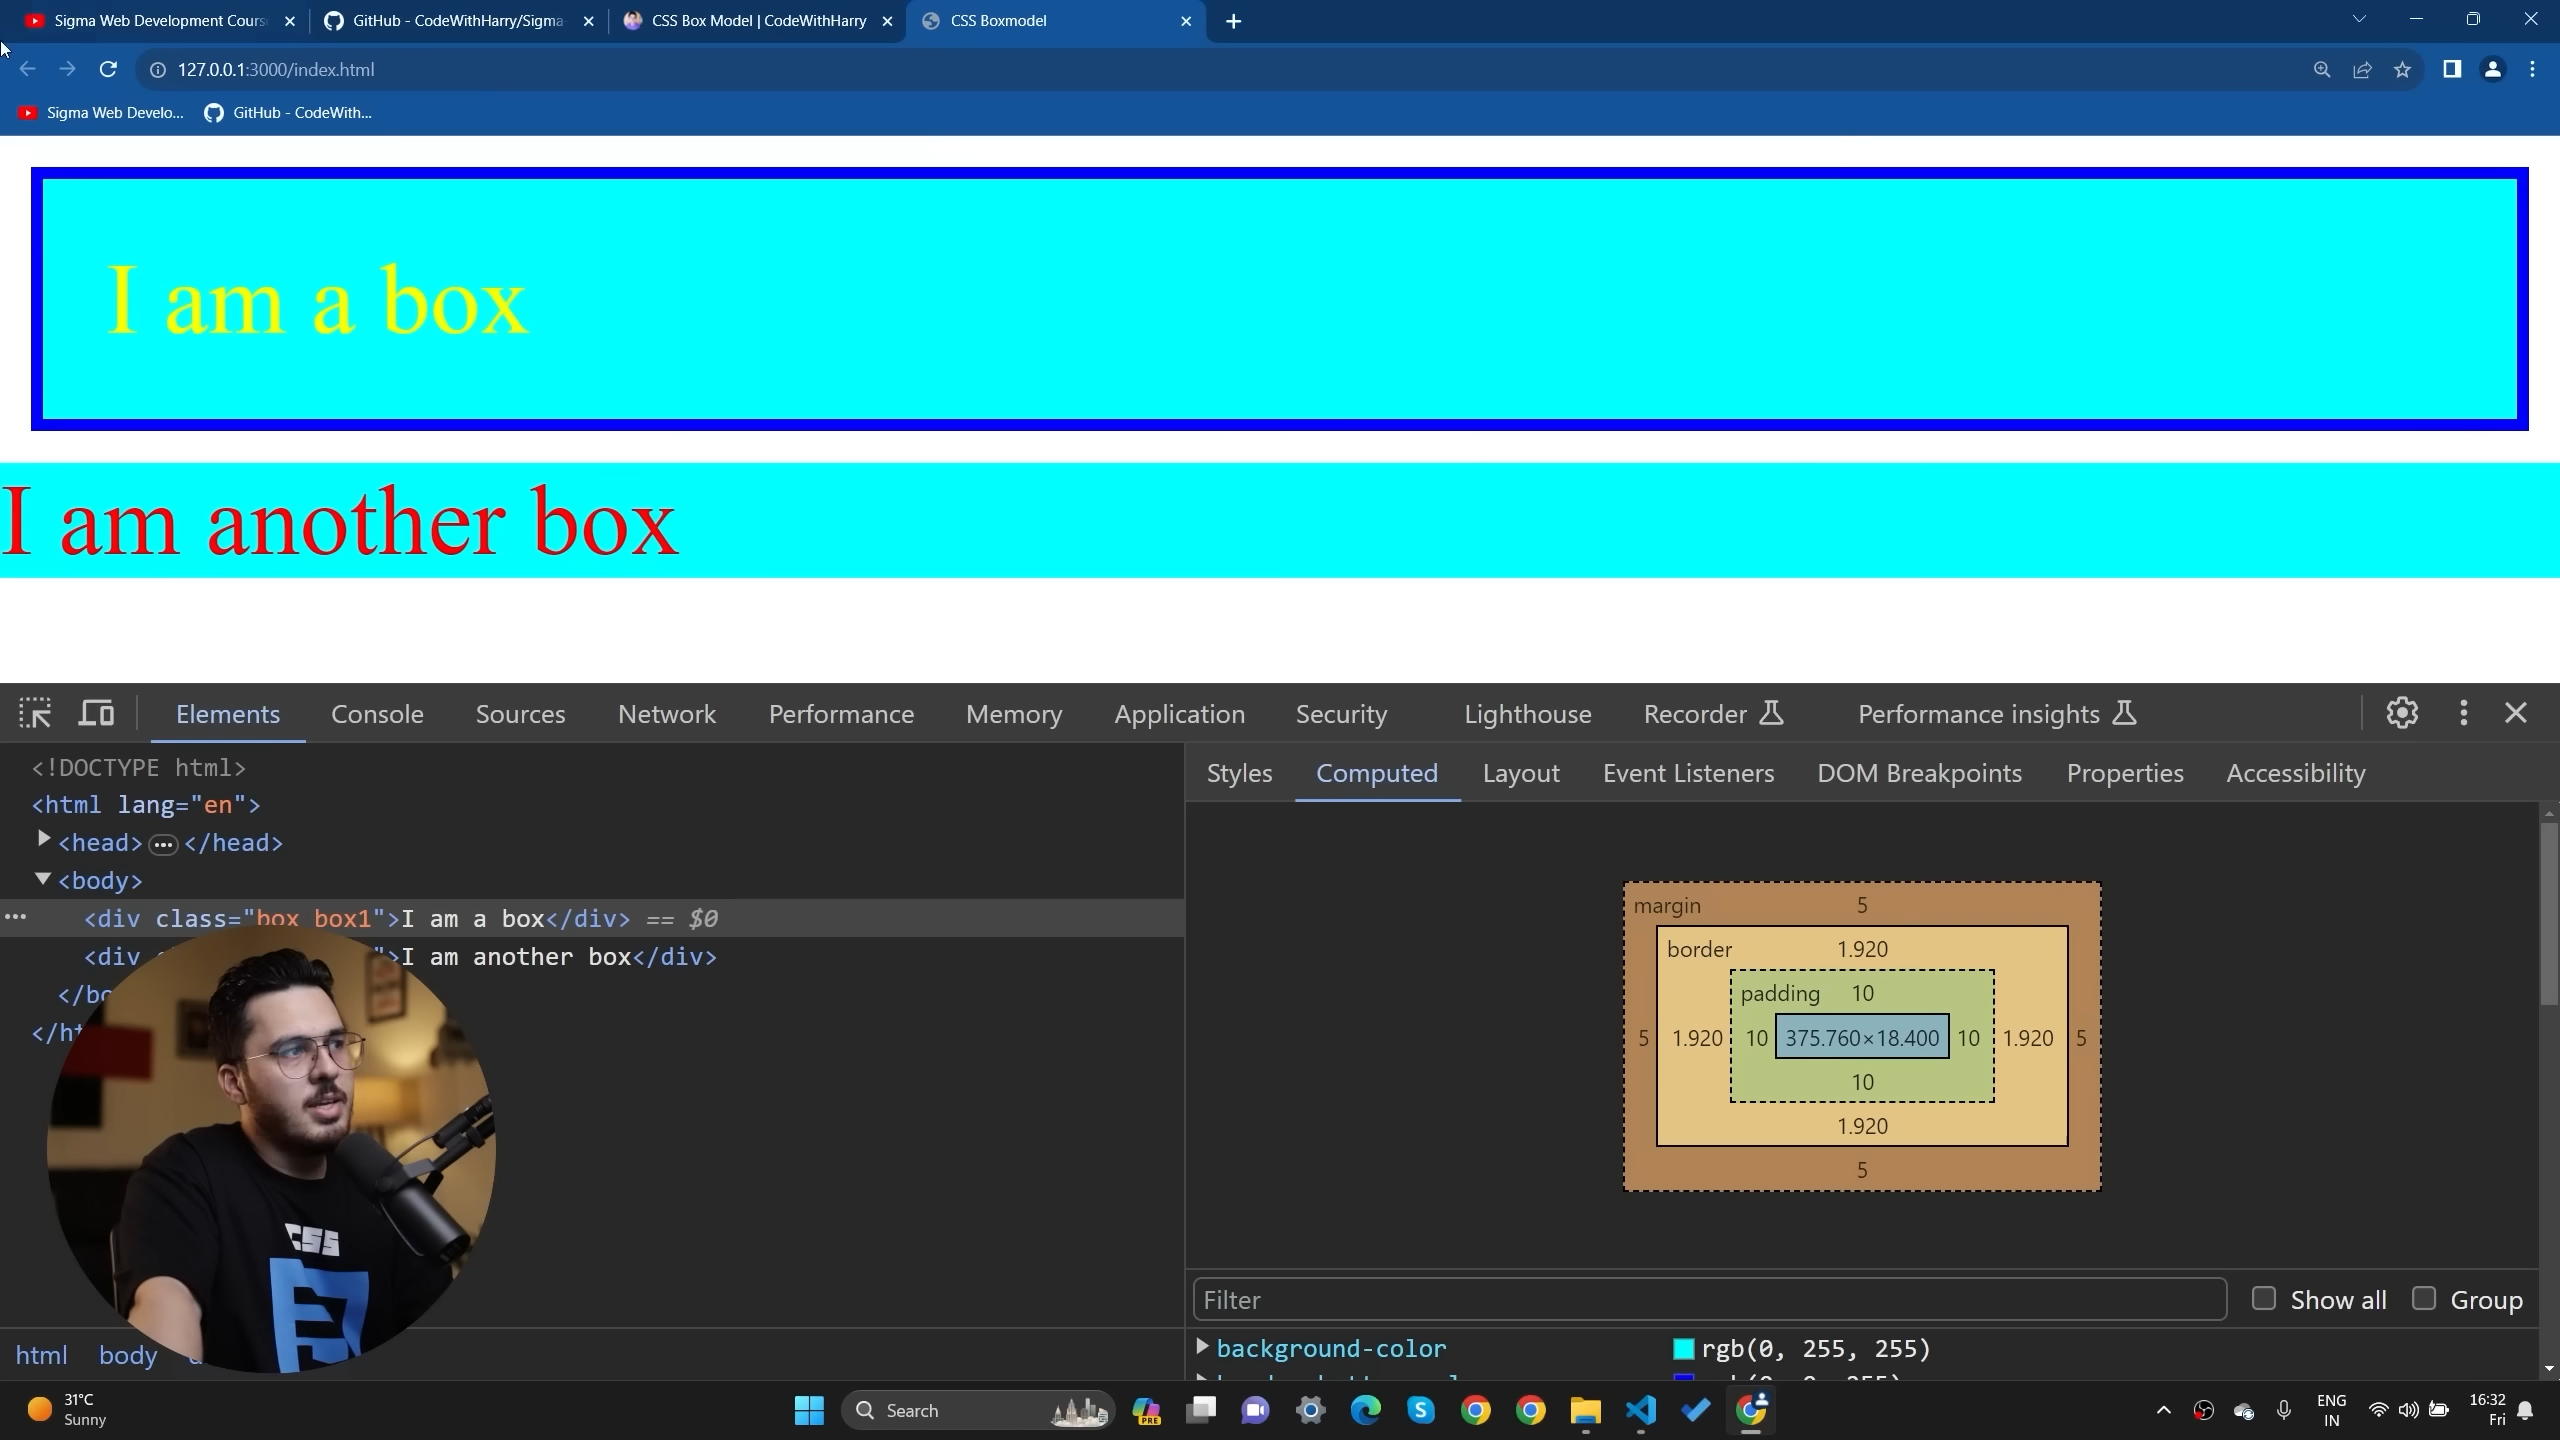 Sigma Web Development Cours
GitHub - CodeWithHarry/Sigma-
CSS Box Model | CodeWithHarry
CSS Boxmodel
127.0.0.1:3000/index.html
Sigma Web Develo...
GitHub - CodeWith...
I am a box
I am another box
Elements
Console
Sources
Network
Performance
Memory
Application
Security
Lighthouse
Recorder
Performance insights
<!DOCTYPE html>
<html lang="en">
<head> ... </head>
<body>
... <div class="box box1">I am a box</div> == $0
<div ">I am another box</div>
html body
Styles
Computed
Layout
Event Listeners
DOM Breakpoints
Properties
Accessibility
margin 5
border 1.920
padding 10
5 1.920 10 375.760×18.400 10 1.920 5
10
1.920
5
Filter
Show all
Group
background-color rgb(0, 255, 255)
CSS
31°C
Sunny
Search
PRE
ENG
IN
16:32
Fri